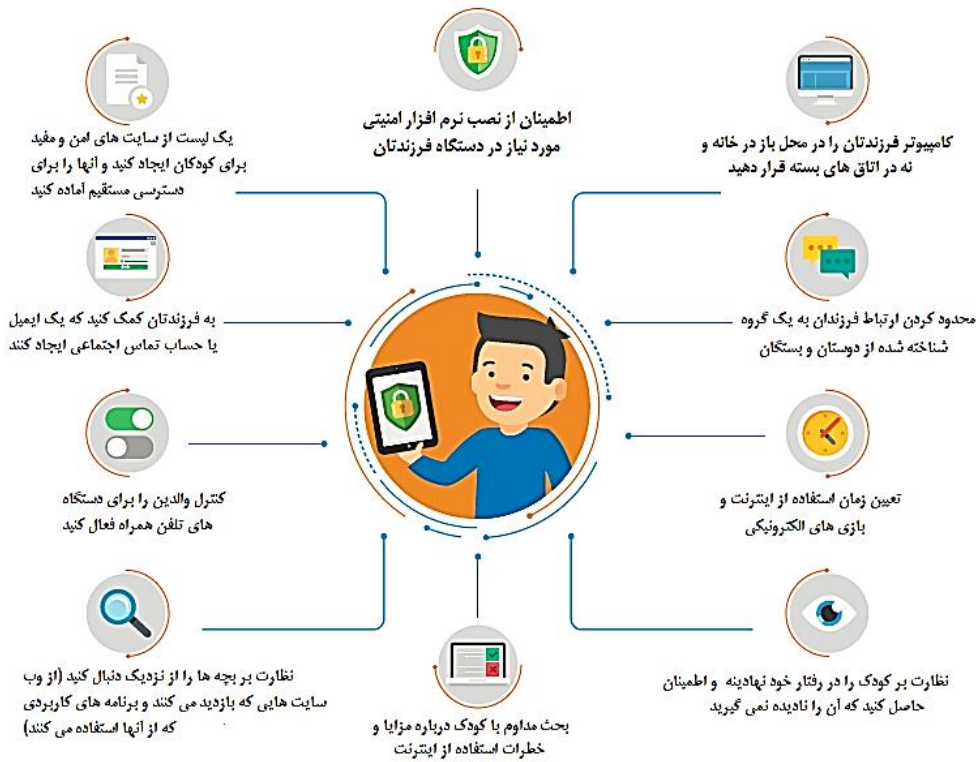 اطمینان از نصب نرم افزار امنیتی
مورد نیاز در دستگاه فرزندتان
کامپیوتر فرزندتان را در محل باز در خانه و
نه در اتاق های بسته قرار دهید
محدود کردن ارتباط فرزندان به یک گروه
شناخته شده از دوستان و بستگان
تعیین زمان استفاده از اینترنت و
بازی های الکترونیکی
نظارت بر کودک را در رفتار خود نهادینه و اطمینان
حاصل کنید که آن را نادیده نمی گیرید
بحث مداوم با کودک درباره مزایا و
خطرات استفاده از اینترنت
یک لیست از سایت های امن و مفید
برای کودکان ایجاد کنید و آنها را برای
دسترسی مستقیم آماده کنید
به فرزندتان کمک کنید که یک ایمیل
یا حساب تماس اجتماعی ایجاد کنند
کنترل والدین را برای دستگاه
های تلفن همراه فعال کنید
نظارت بر بچه ها را از نزدیک دنبال کنید (از وب
سایت هایی که بازدید می کنند و برنامه های کاربردی
که از آنها استفاده می کنند)